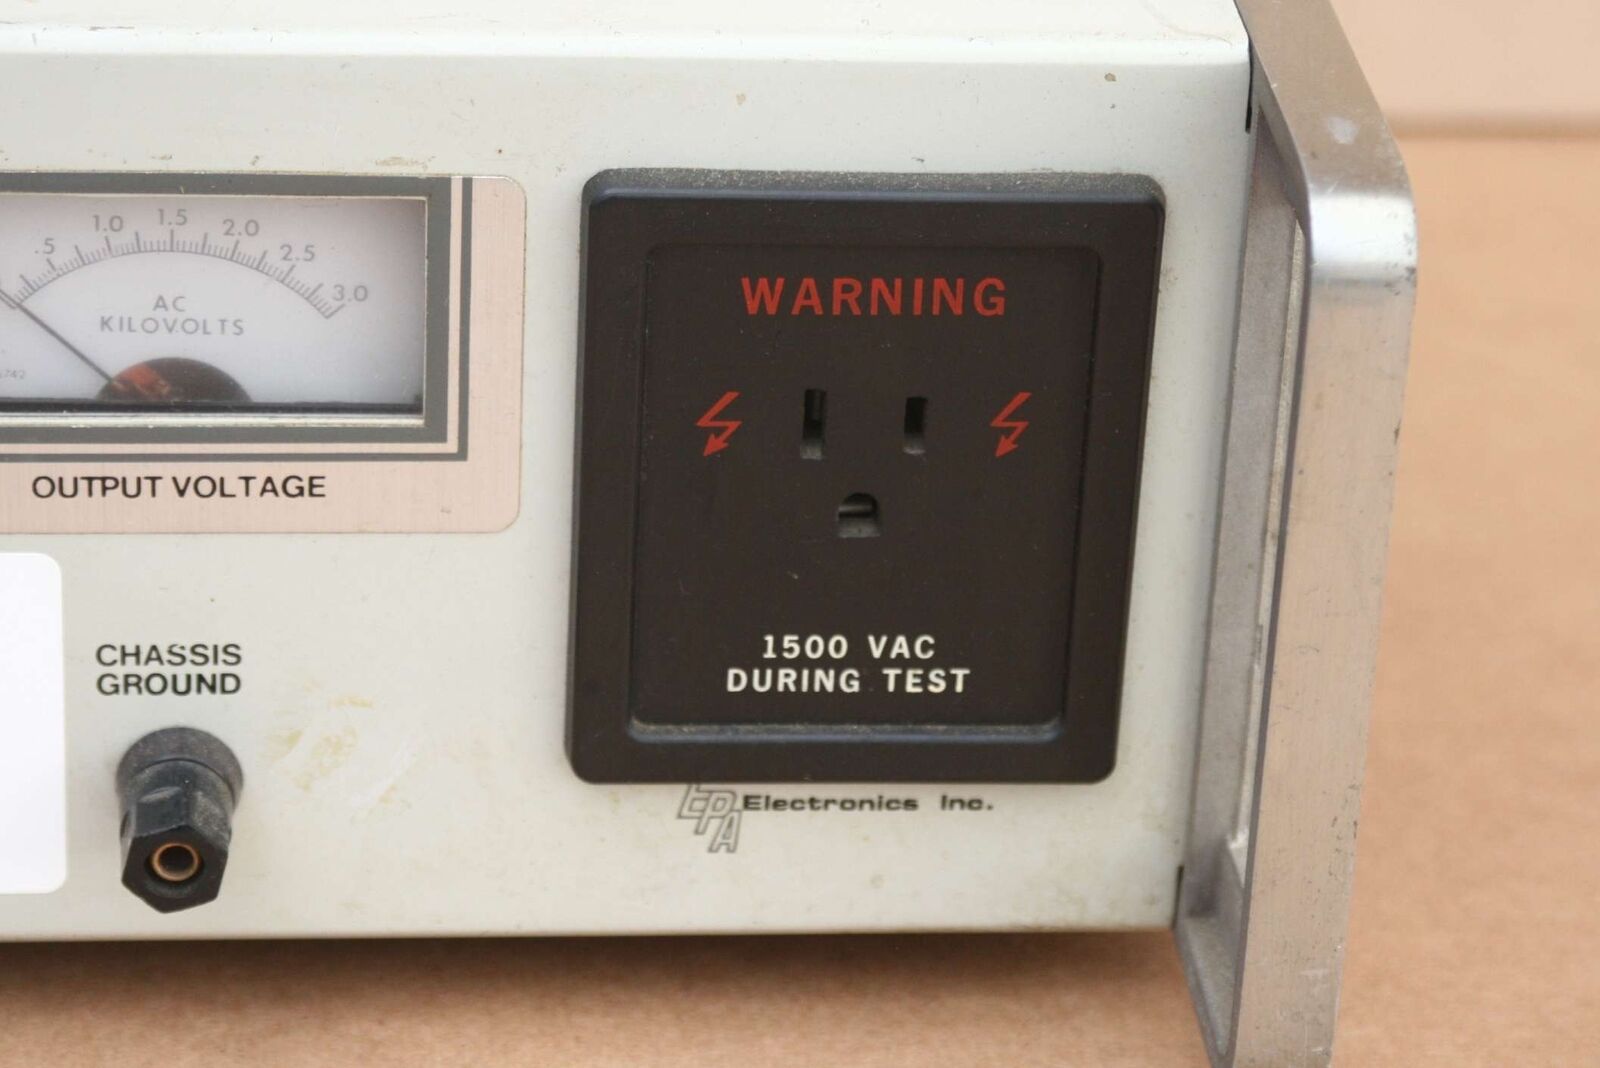 .5 1.0 1.5 2.0 2.5 3.0
AC
KILOVOLTS
OUTPUT VOLTAGE
CHASSIS
GROUND
WARNING
1500 VAC
DURING TEST
EPA Electronics Inc.